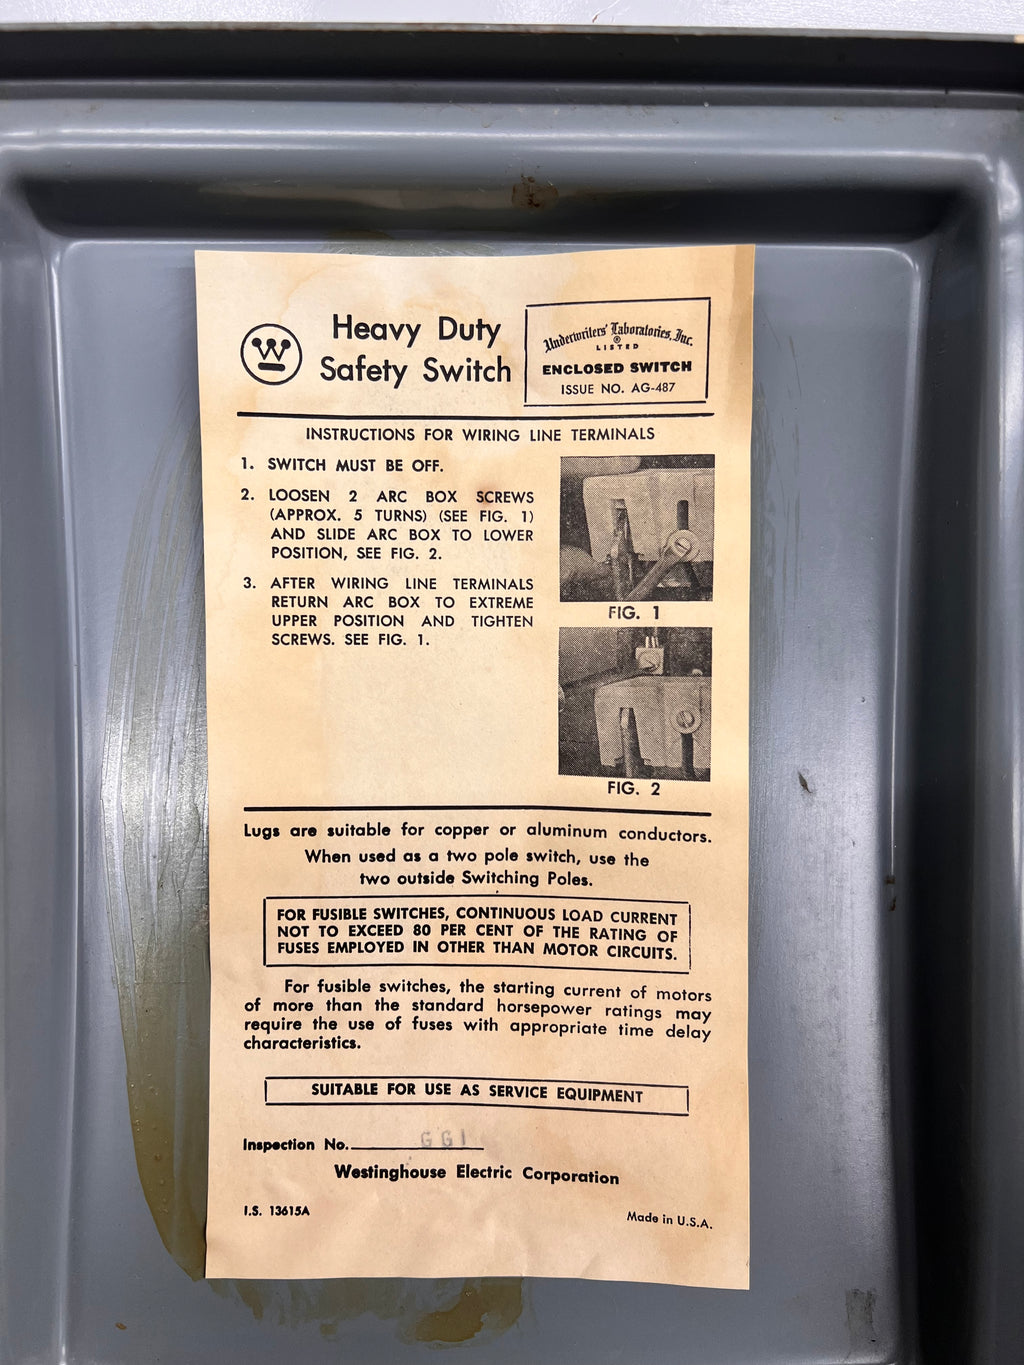 Heavy Duty
Safety Switch
Underwriters' Laboratories, Inc.
®
LISTED
ENCLOSED SWITCH
ISSUE NO. AG-487
INSTRUCTIONS FOR WIRING LINE TERMINALS
1. SWITCH MUST BE OFF.
2. LOOSEN 2 ARC BOX SCREWS
(APPROX. 5 TURNS) (SEE FIG. 1)
AND SLIDE ARC BOX TO LOWER
POSITION, SEE FIG. 2.
3. AFTER WIRING LINE TERMINALS
RETURN ARC BOX TO EXTREME
UPPER POSITION AND TIGHTEN
SCREWS. SEE FIG. 1.
FIG. 1
FIG. 2
Lugs are suitable for copper or aluminum conductors.
When used as a two pole switch, use the
two outside Switching Poles.
FOR FUSIBLE SWITCHES, CONTINUOUS LOAD CURRENT
NOT TO EXCEED 80 PER CENT OF THE RATING OF
FUSES EMPLOYED IN OTHER THAN MOTOR CIRCUITS.
For fusible switches, the starting current of motors
of more than the standard horsepower ratings may
require the use of fuses with appropriate time delay
characteristics.
SUITABLE FOR USE AS SERVICE EQUIPMENT
Inspection No. GG1
Westinghouse Electric Corporation
I.S. 13615A
Made in U.S.A.